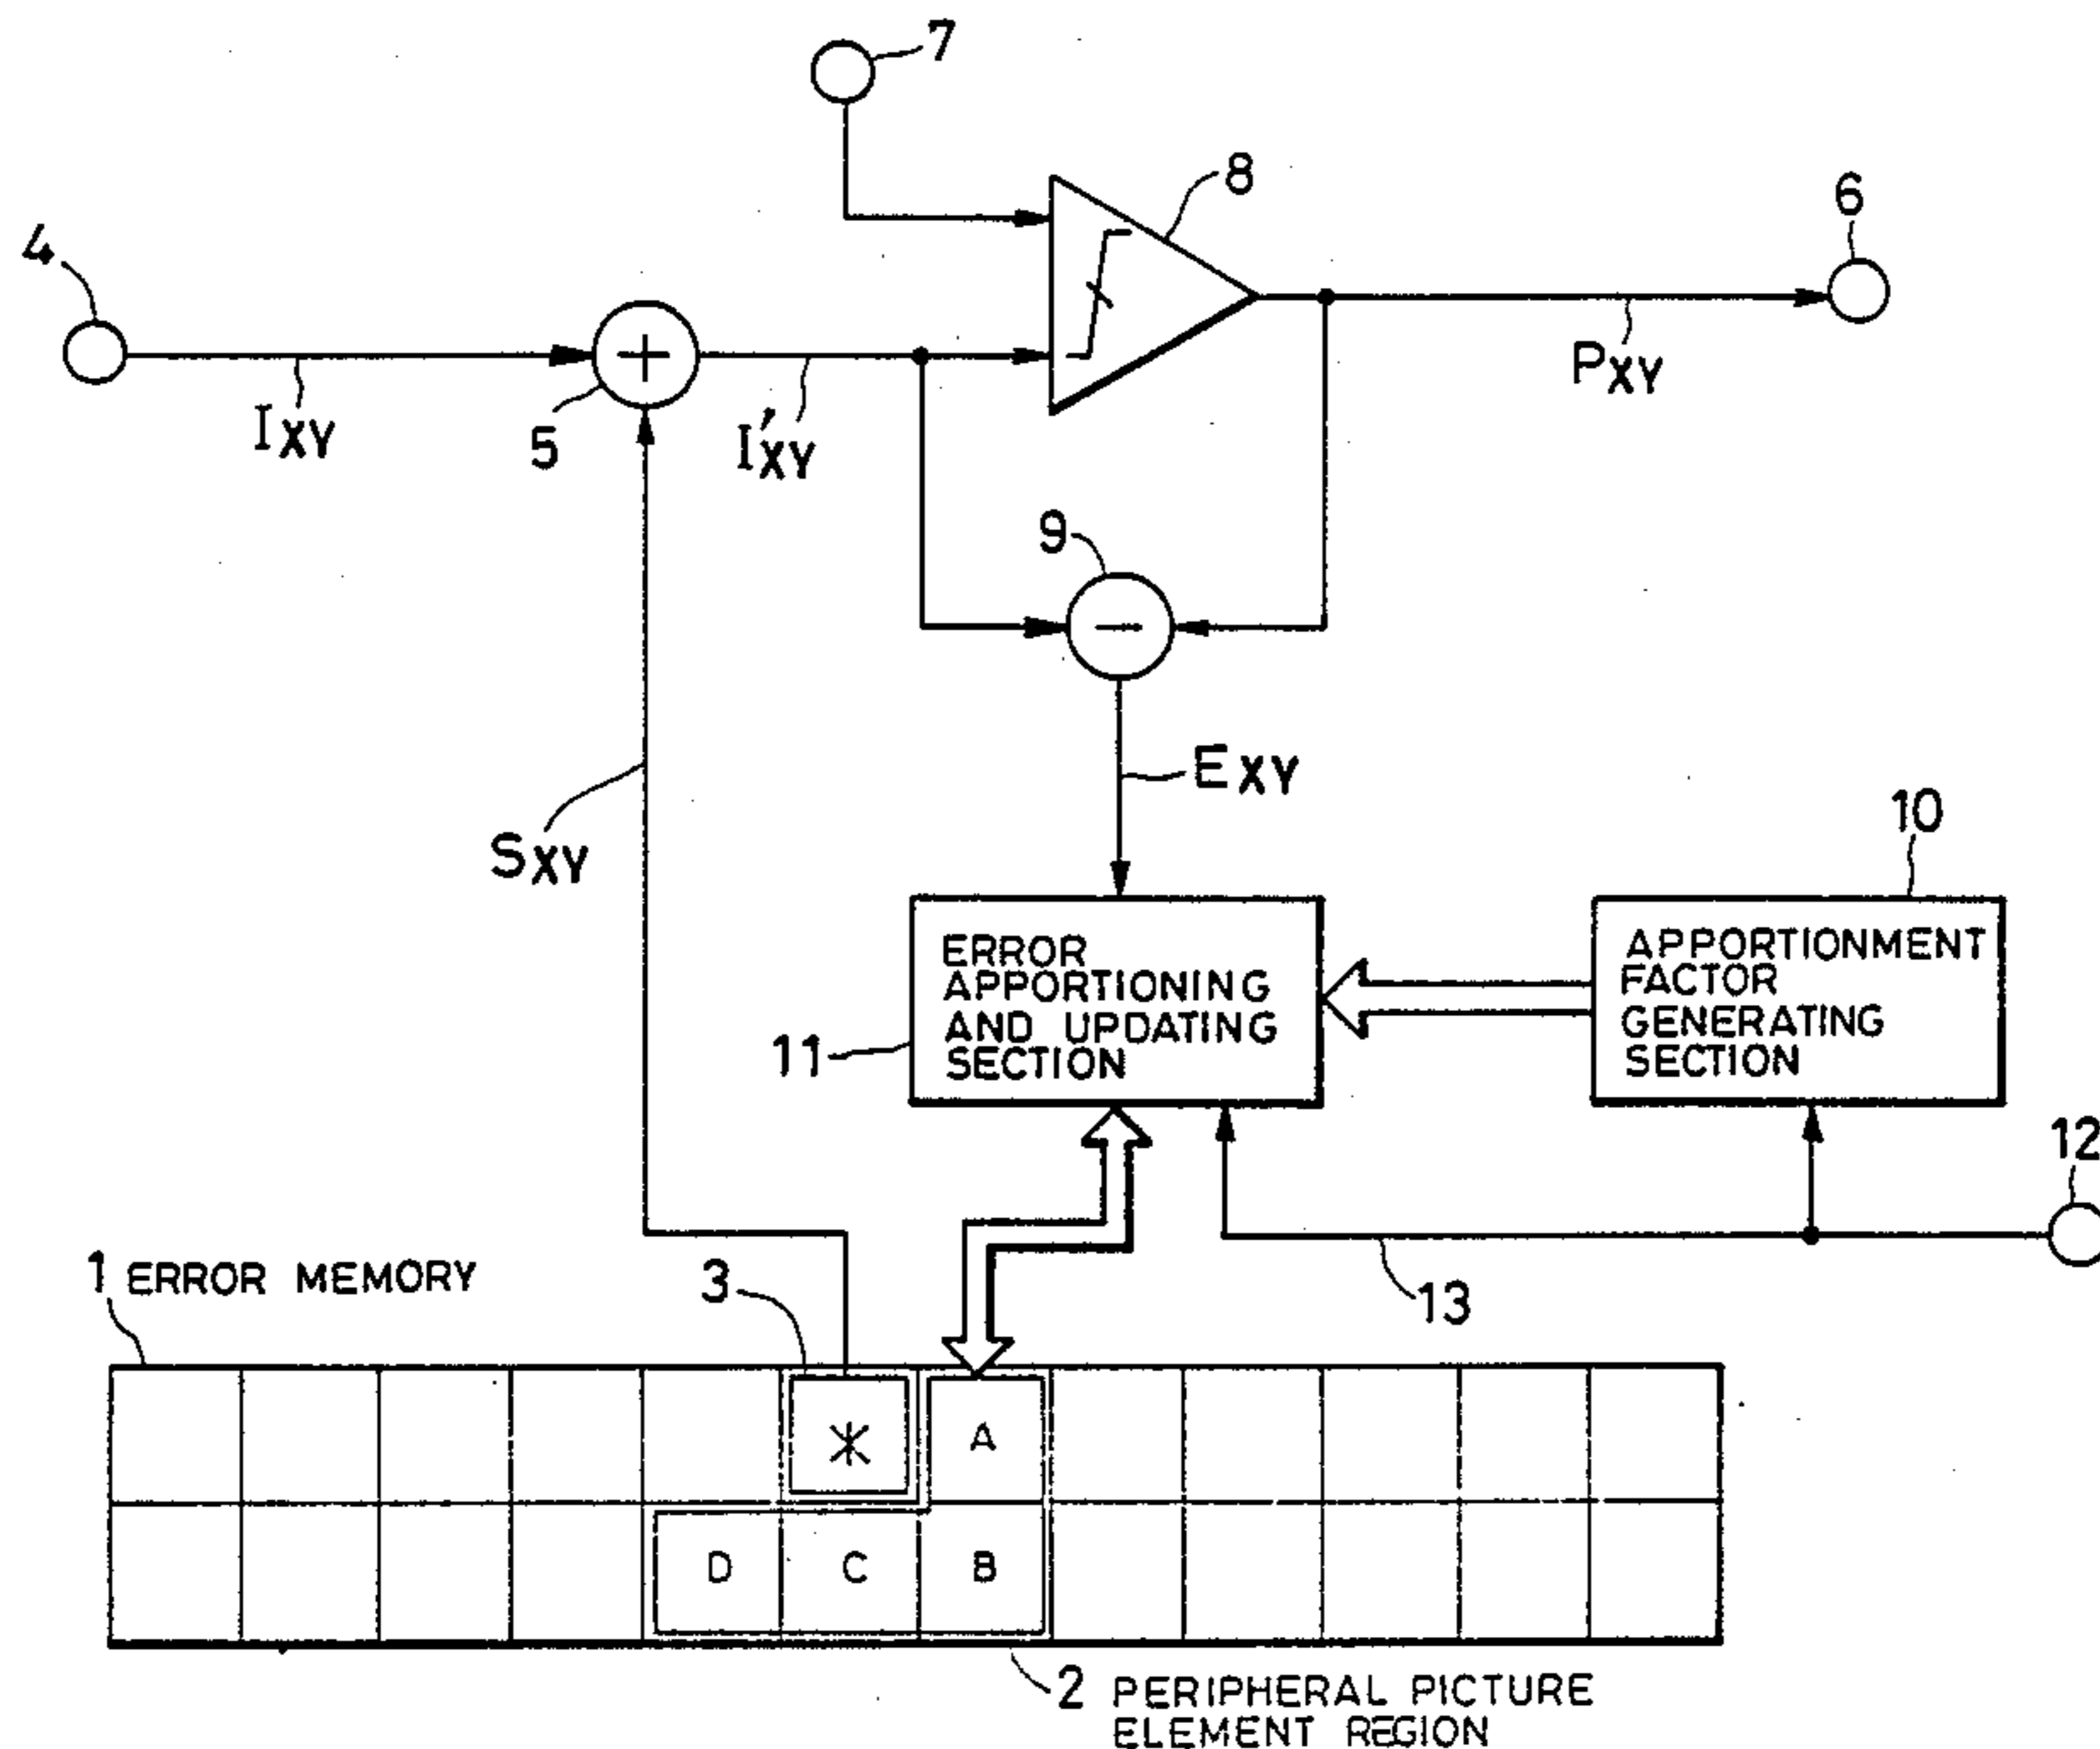 7
8
6
4
IXY
5
I'XY
PXY
9
EXY
SXY
10
ERROR
APPORTIONING
AND UPDATING
SECTION
APPORTIONMENT
FACTOR
GENERATING
SECTION
11
12
1 ERROR MEMORY
3
13
* A
D C B
2 PERIPHERAL PICTURE
ELEMENT REGION